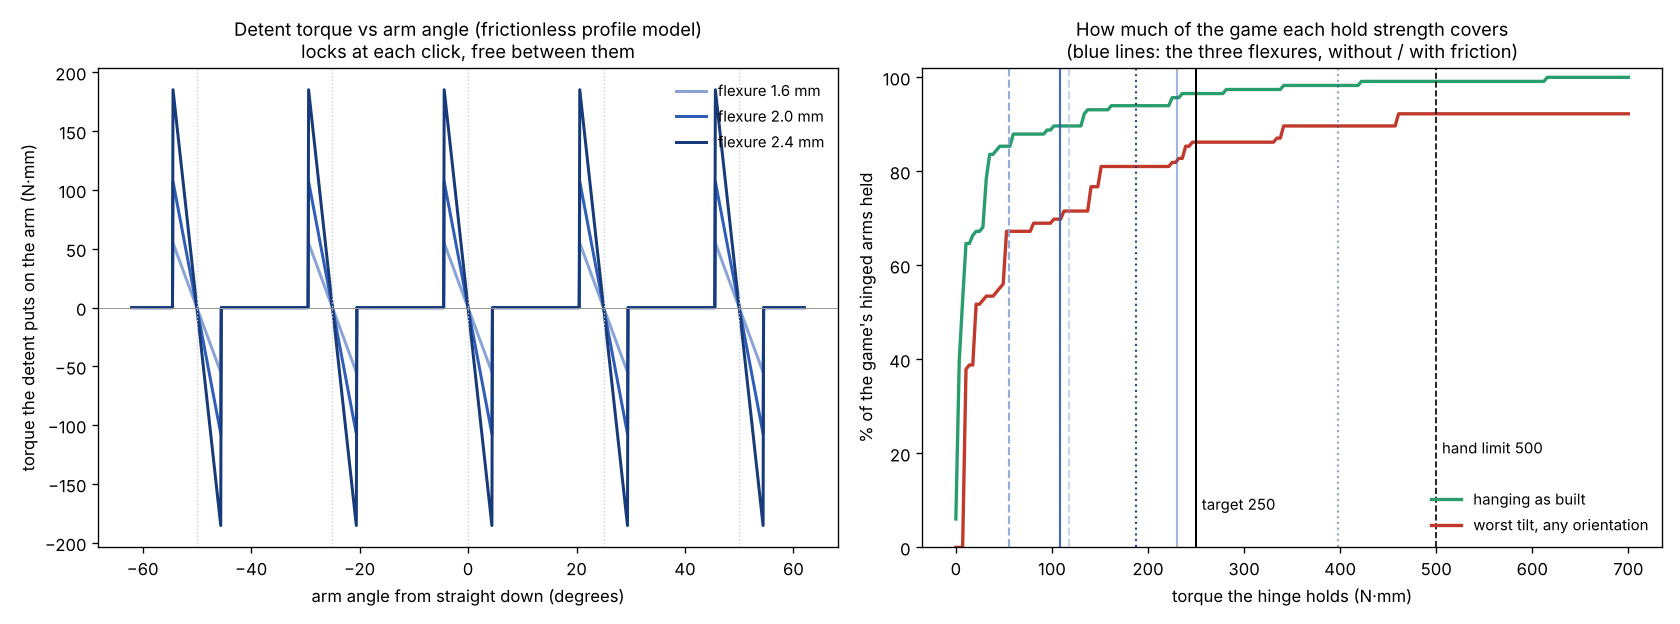 Detent torque vs arm angle (frictionless profile model)
locks at each click, free between them
torque the detent puts on the arm (N·mm)
200
150
100
50
0
−50
−100
−150
−200
flexure 1.6 mm
flexure 2.0 mm
flexure 2.4 mm
−60
−40
−20
0
20
40
60
arm angle from straight down (degrees)
How much of the game each hold strength covers
(blue lines: the three flexures, without / with friction)
% of the game's hinged arms held
100
80
60
40
20
0
hand limit 500
target 250
hanging as built
worst tilt, any orientation
0
100
200
300
400
500
600
700
torque the hinge holds (N·mm)